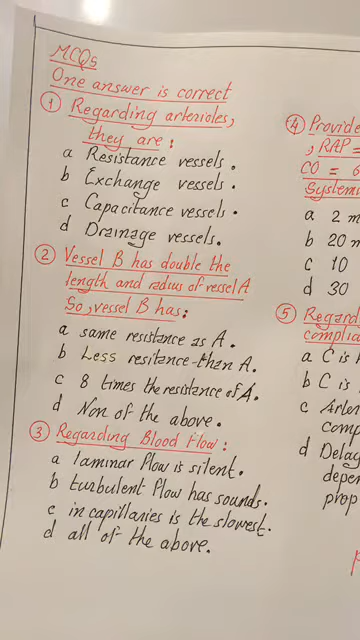 MCQs
One answer is correct
① Regarding arterioles,
they are:
a Resistance vessels.
b Exchange vessels.
c Capacitance vessels.
d Drainage vessels.
② Vessel B has double the
length and radius of vessel A
So, vessel B has:
a same resistance as A.
b Less resitance than A.
c 8 times the resistance of A.
d Non of the above.
③ Regarding Blood Flow:
a laminar flow is silent.
b turbulent flow has sounds.
c in capillaries is the slowest.
d all of the above.
④ Provide
, RAP =
CO =
System
a 2 m
b 20 m
c 10
d 30
⑤ Regard
complia
a C is
b C is
c Arter
comp
d Delay
depen
prop